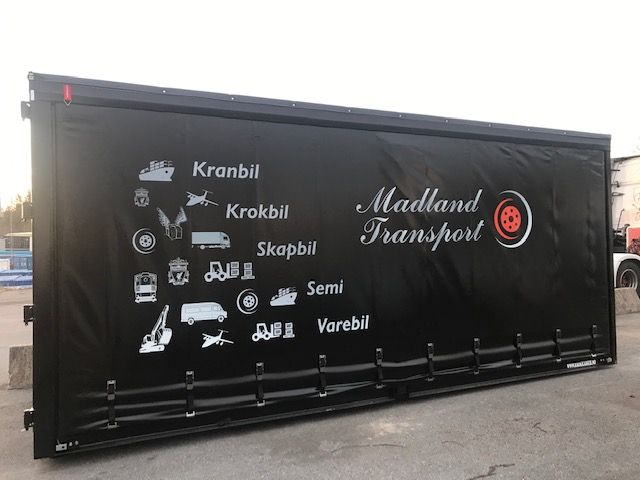 Kranbil
Krokbil
Skapbil
Semi
Varebil
Madland
Transport